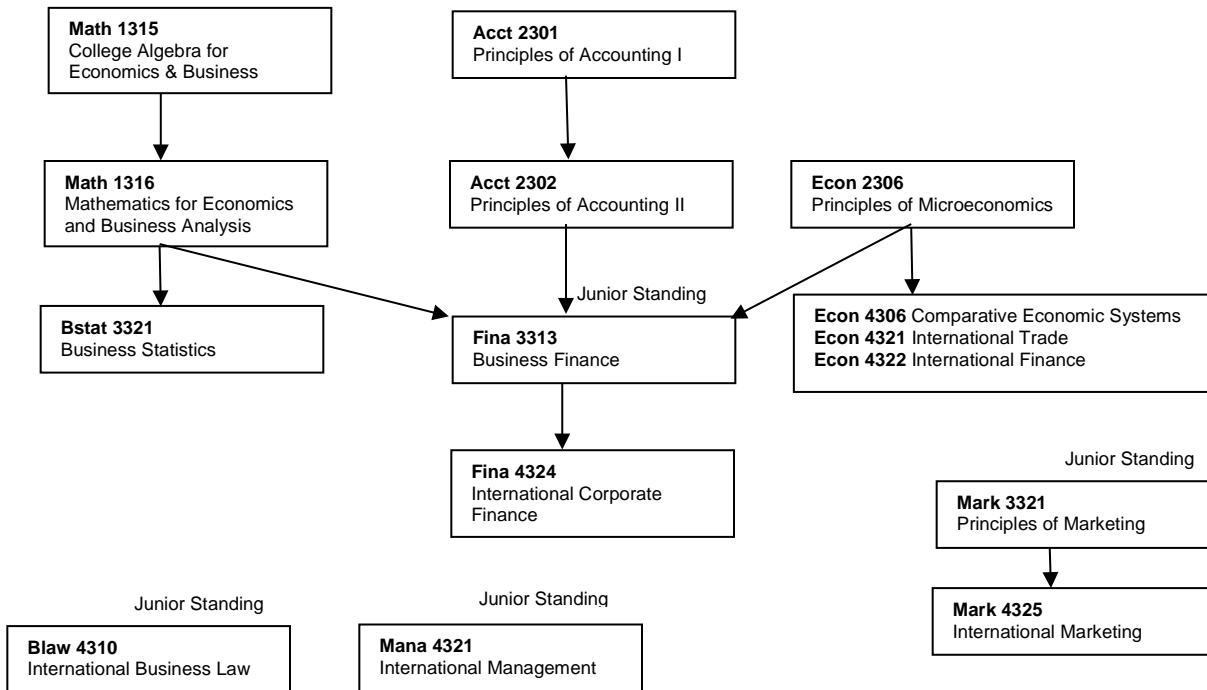 Math 1315
College Algebra for
Economics & Business
Acct 2301
Principles of Accounting I
Math 1316
Mathematics for Economics
and Business Analysis
Acct 2302
Principles of Accounting II
Econ 2306
Principles of Microeconomics
Junior Standing
Bstat 3321
Business Statistics
Fina 3313
Business Finance
Econ 4306 Comparative Economic Systems
Econ 4321 International Trade
Econ 4322 International Finance
Fina 4324
International Corporate
Finance
Junior Standing
Mark 3321
Principles of Marketing
Mark 4325
International Marketing
Junior Standing
Blaw 4310
International Business Law
Junior Standing
Mana 4321
International Management